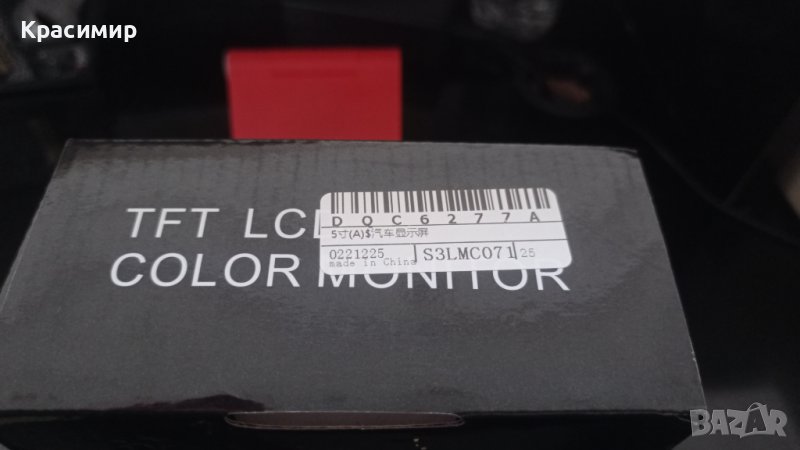 Красимир
TFT LC
DQC6277A
5寸(A)$汽车显示屏
0221225 S3LMC071 25
made in China
COLOR MONITOR
BAZAR